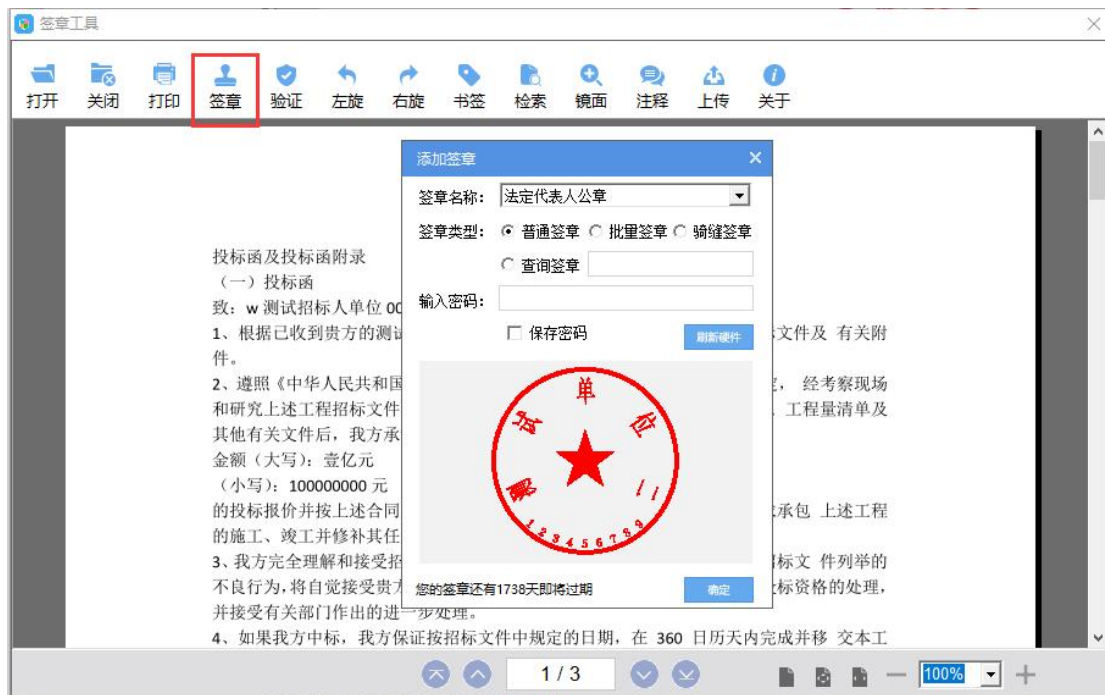 签章工具
打开 关闭 打印 签章 验证 左旋 右旋 书签 检索 镜面 注释 上传 关于
添加签章
签章名称： 法定代表人公章
签章类型： 普通签章 批量签章 骑缝签章
查询签章
输入密码：
保存密码 刷新硬件
测试单位二
123456789
您的签章还有1738天即将过期 确定
投标函及投标函附录
（一）投标函
致：w 测试招标人单位 00
1、根据已收到贵方的测试 标文件及 有关附
件。
2、遵照《中华人民共和国 ， 经考察现场
和研究上述工程招标文件 、工程量清单及
其他有关文件后，我方承
金额（大写）：壹亿元
（小写）：100000000 元
的投标报价并按上述合同 承包 上述工程
的施工、竣工并修补其任
3、我方完全理解和接受招 招标文 件列举的
不良行为，将自觉接受贵方 标资格的处理，
并接受有关部门作出的进一步处理。
4、如果我方中标，我方保证按招标文件中规定的日期，在 360 日历天内完成并移 交本工
1 / 3
100%